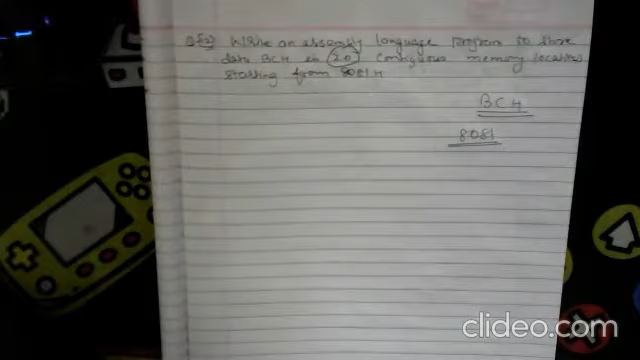 Q [2] Write an assembly language program to store
data BCH in 20 contiguous memory locations
starting from 8081H
BCH
8081
clideo.com